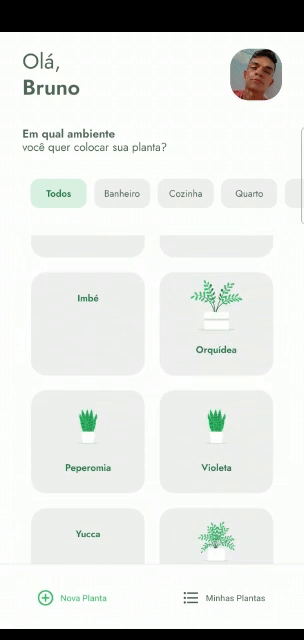 Olá,
Bruno
Em qual ambiente
você quer colocar sua planta?
Todos
Banheiro
Cozinha
Quarto
Imbé
Orquídea
Peperomia
Violeta
Yucca
Nova Planta
Minhas Plantas